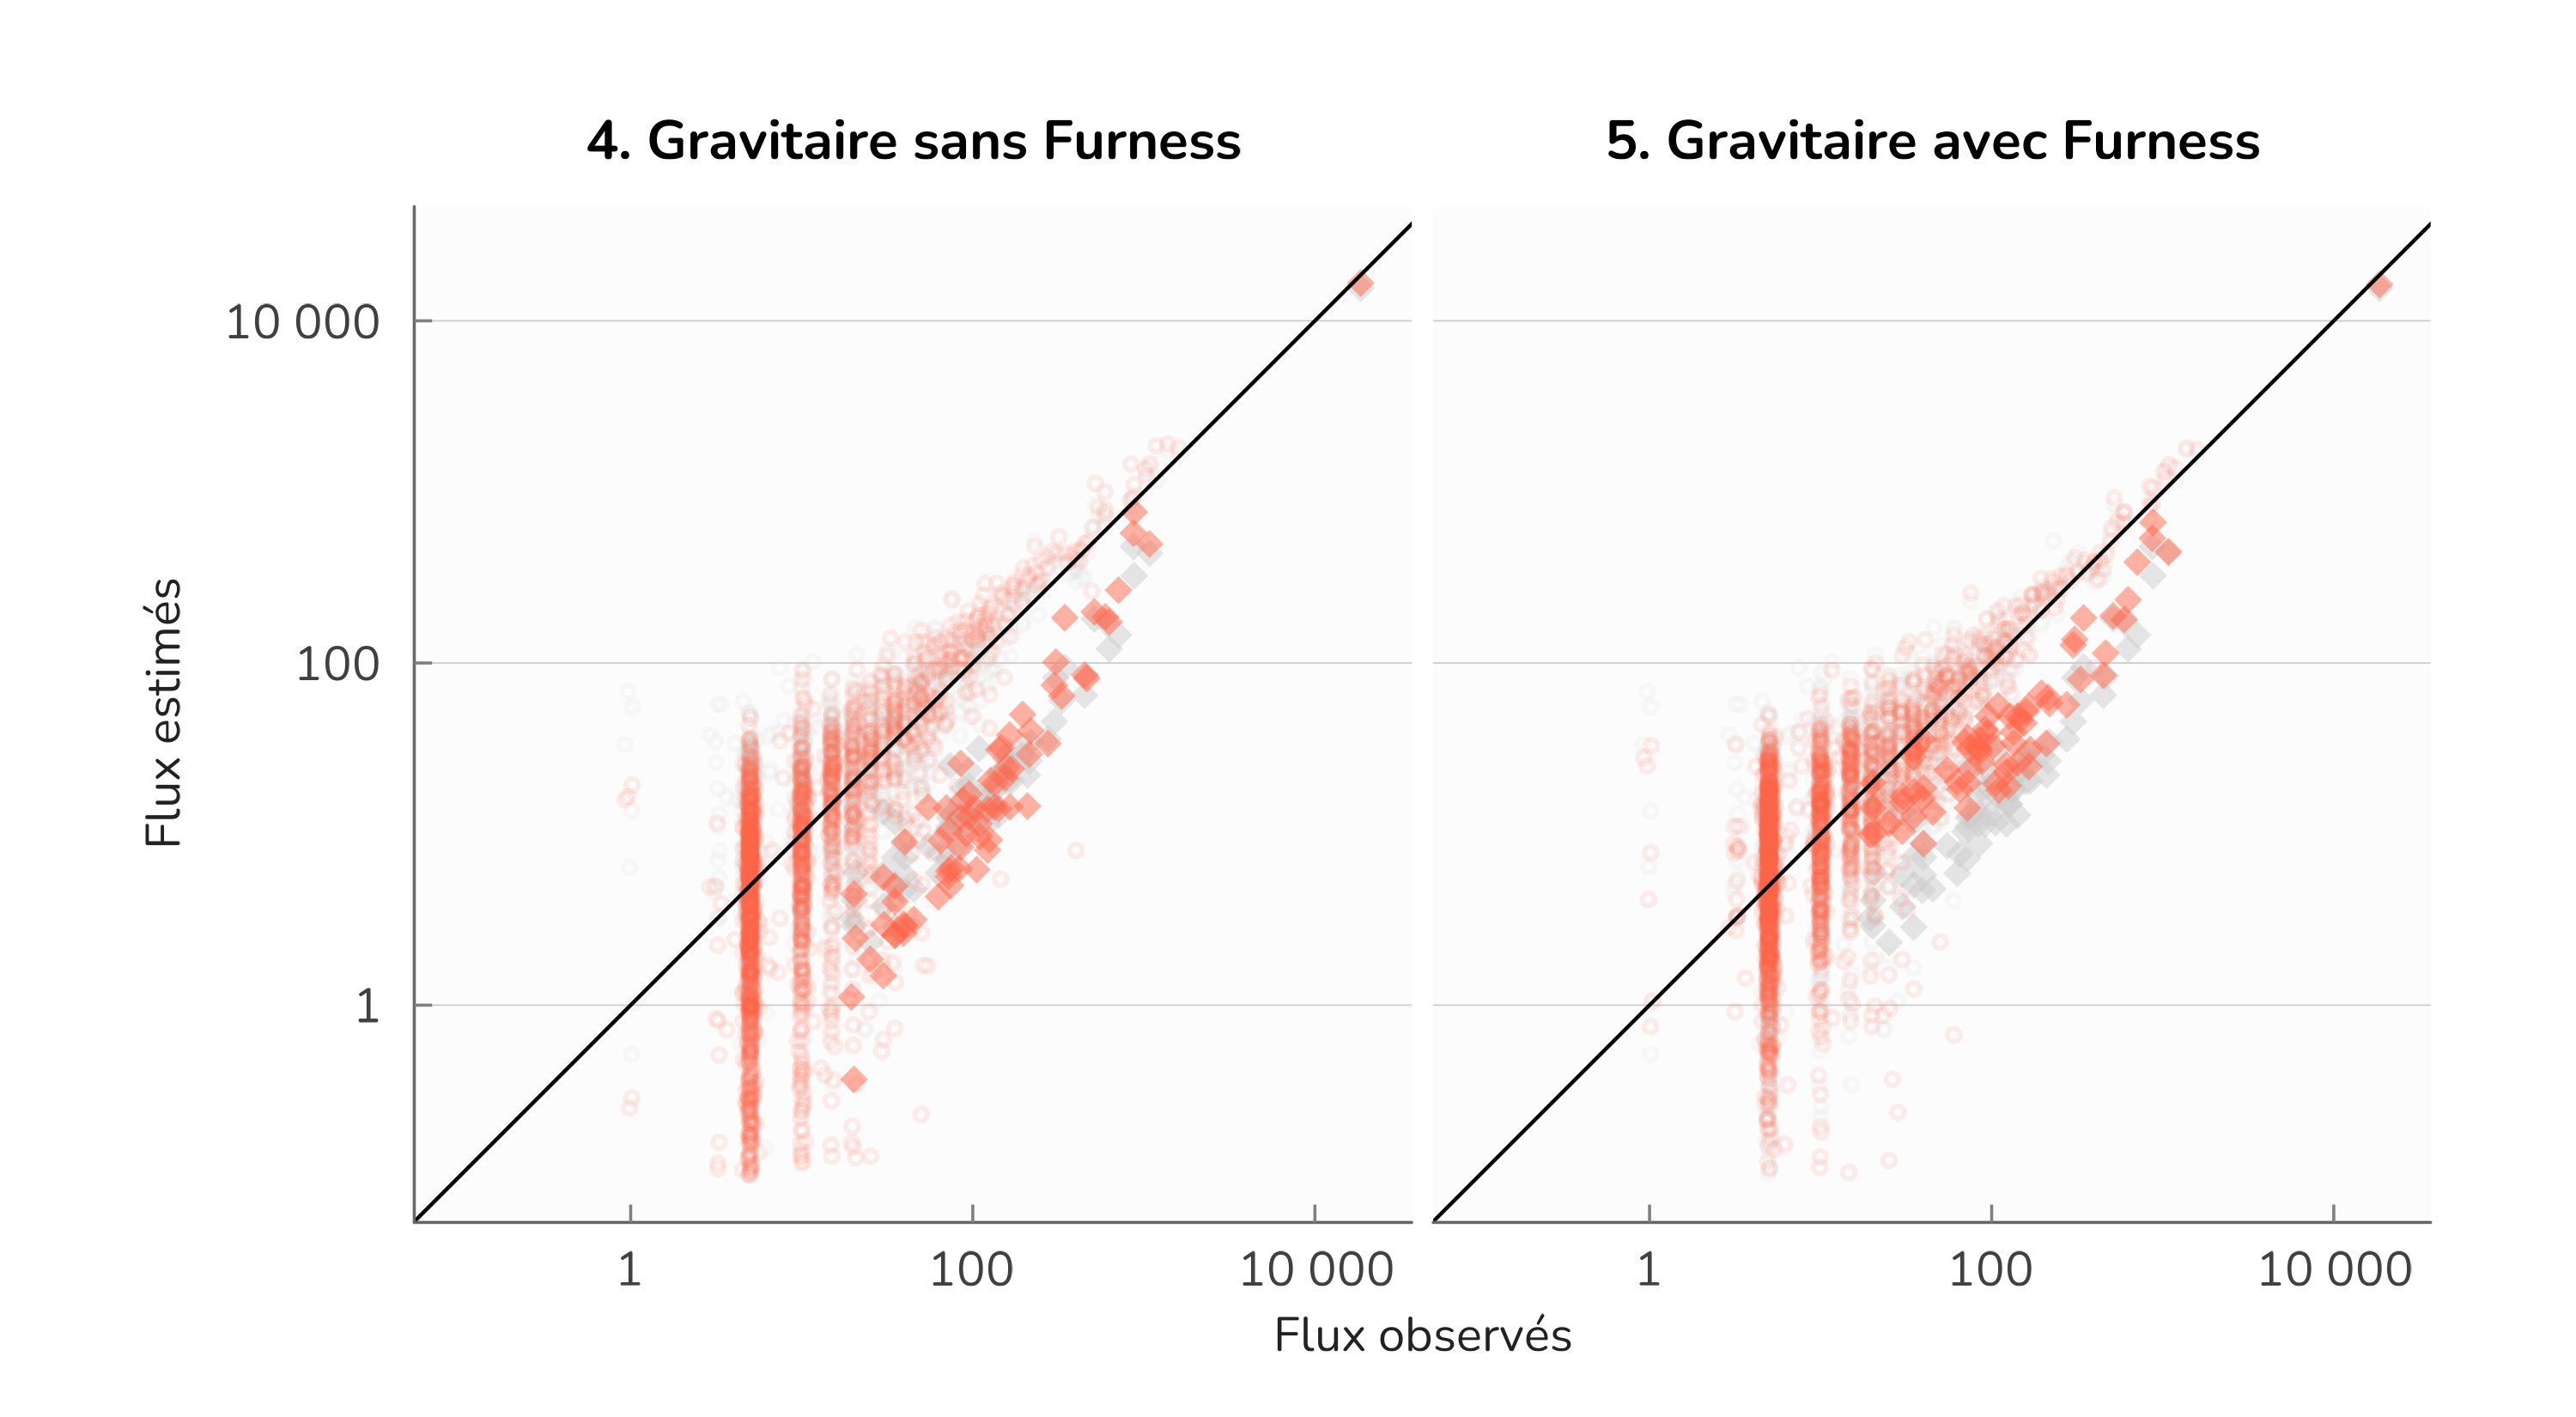 4. Gravitaire sans Furness
5. Gravitaire avec Furness
Flux estimés
10 000
100
1
1
100
10 000
1
100
10 000
Flux observés